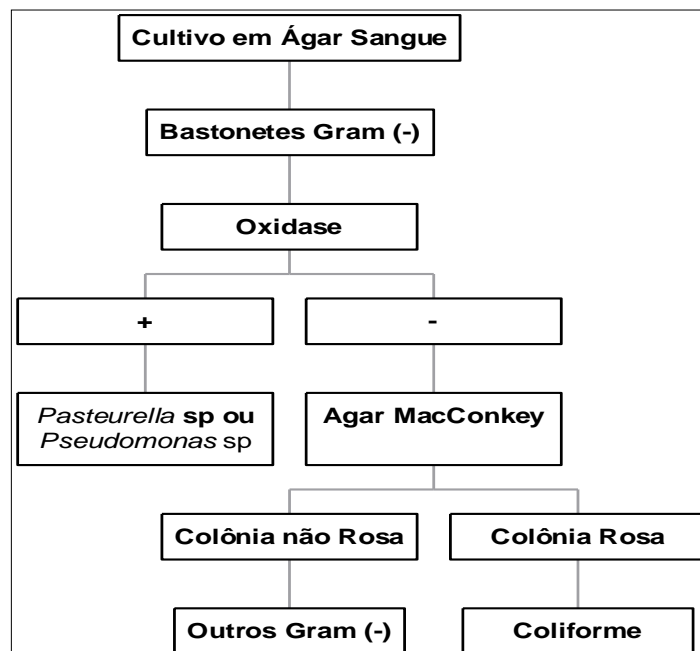 Cultivo em Ágar Sangue
Bastonetes Gram (-)
Oxidase
+
-
Pasteurella sp ou
Pseudomonas sp
Agar MacConkey
Colônia não Rosa
Colônia Rosa
Outros Gram (-)
Coliforme